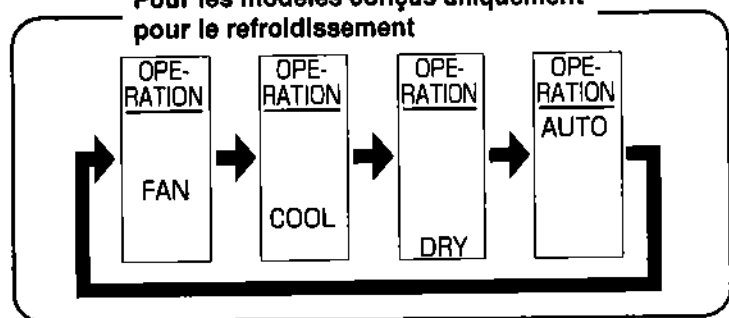 Pour les modèles conçus uniquement
pour le refroidissement
OPE-
RATION
FAN
OPE-
RATION
COOL
OPE-
RATION
DRY
OPE-
RATION
AUTO